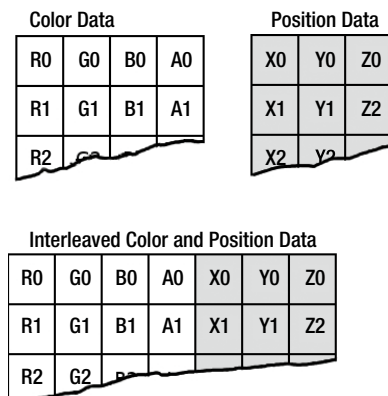 Color Data
R0 G0 B0 A0
R1 G1 B1 A1
R2 G2
Position Data
X0 Y0 Z0
X1 Y1 Z2
X2 Y2
Interleaved Color and Position Data
R0 G0 B0 A0 X0 Y0 Z0
R1 G1 B1 A1 X1 Y1 Z2
R2 G2